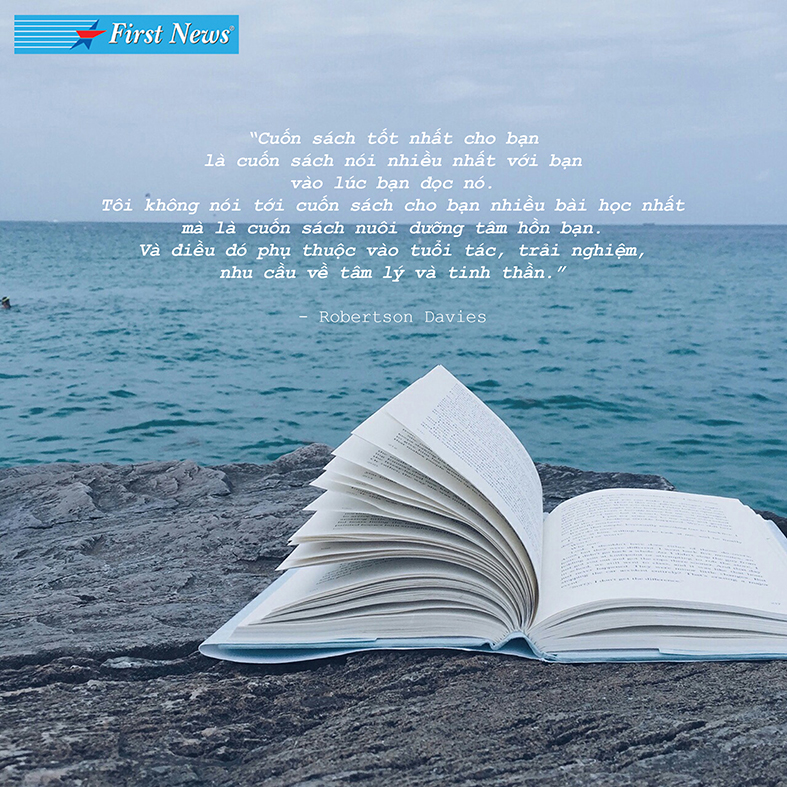 First News®
“Cuốn sách tốt nhất cho bạn
là cuốn sách nói nhiều nhất với bạn
vào lúc bạn đọc nó.
Tôi không nói tới cuốn sách cho bạn nhiều bài học nhất
mà là cuốn sách nuôi dưỡng tâm hồn bạn.
Và điều đó phụ thuộc vào tuổi tác, trải nghiệm,
nhu cầu về tâm lý và tinh thần.”
- Robertson Davies